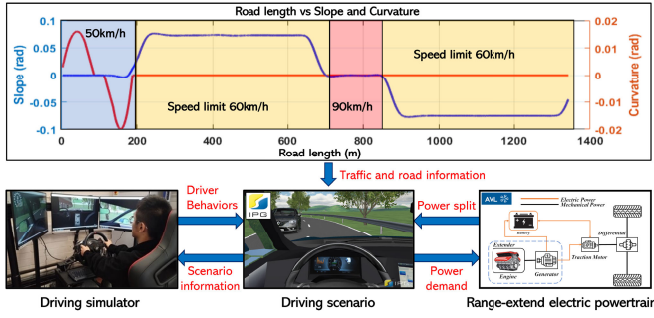 Road length vs Slope and Curvature
0.1
0.05
0
-0.05
-0.1
Slope (rad)
50km/h
Speed limit 60km/h
90km/h
Speed limit 60km/h
0.02
0.01
0
-0.01
-0.02
Curvature (rad)
0 200 400 600 800 1000 1200 1400
Road length (m)
Traffic and road information
Driver
Behaviors
Scenario
information
IPG
IPG
Power split
Power
demand
AVL
Electric Power
Mechanical Power
Battery
Extender
Engine
Generator
Traction Motor
Differential
Driving simulator
Driving scenario
Range-extend electric powertrair